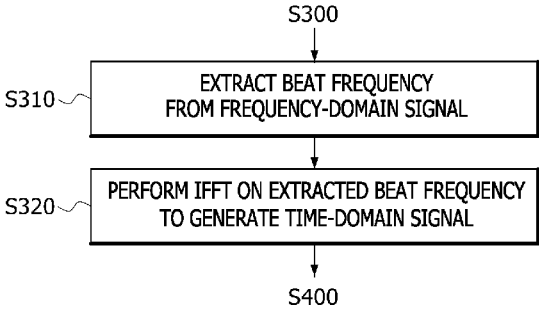 S300
S310
EXTRACT BEAT FREQUENCY
FROM FREQUENCY-DOMAIN SIGNAL
S320
PERFORM IFFT ON EXTRACTED BEAT FREQUENCY
TO GENERATE TIME-DOMAIN SIGNAL
S400